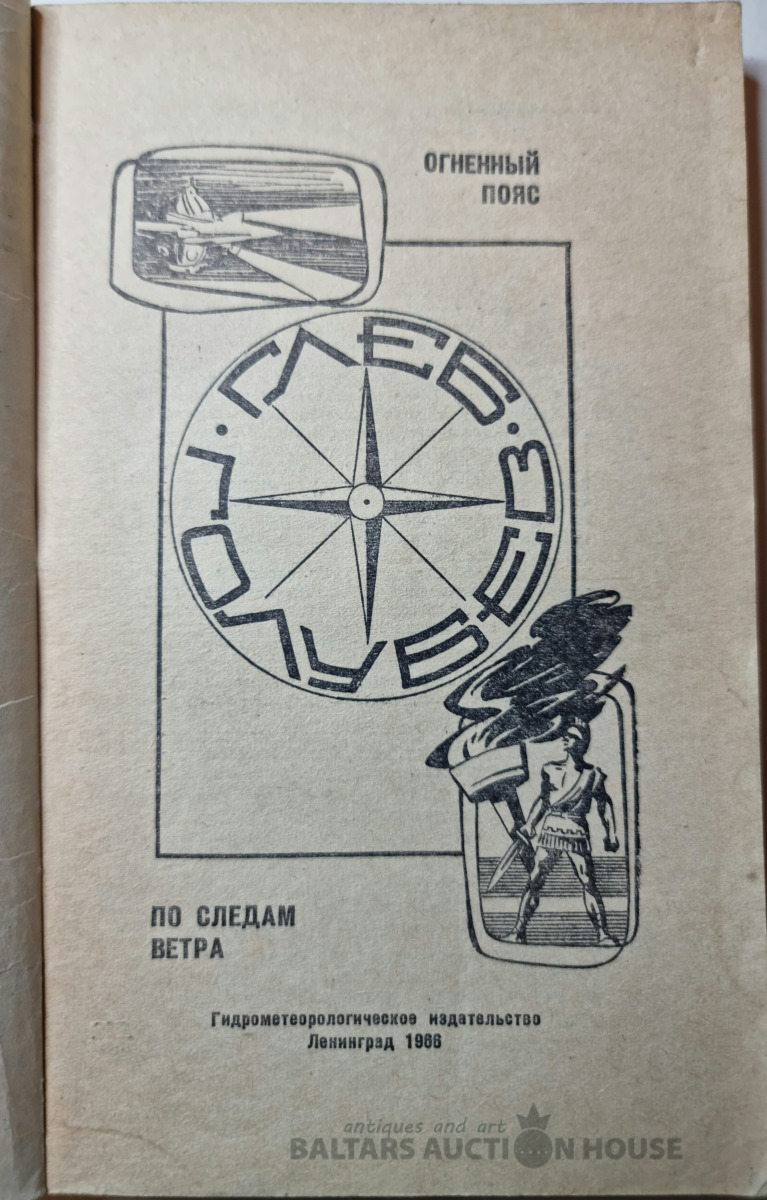 ОГНЕННЫЙ
ПОЯС
ГЛЕБ · ГОЛУБЕВ ·
ПО СЛЕДАМ
ВЕТРА
Гидрометеорологическое издательство
Ленинград 1966
antiques and art
BALTARS AUCTION HOUSE